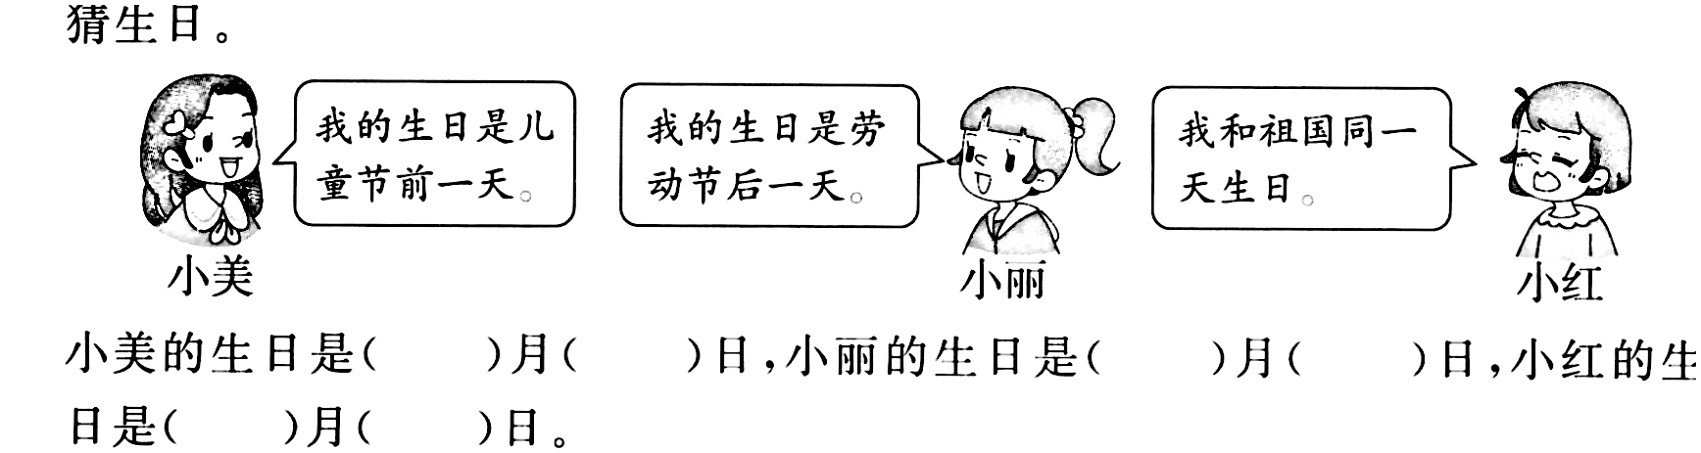 猜生日。
我的生日是儿
童节前一天。
我的生日是劳
动节后一天。
我和祖国同一
天生日。
小美
小丽
小红
小美的生日是(　　)月(　　)日,小丽的生日是(　　)月(　　)日,小红的生
日是(　　)月(　　)日。